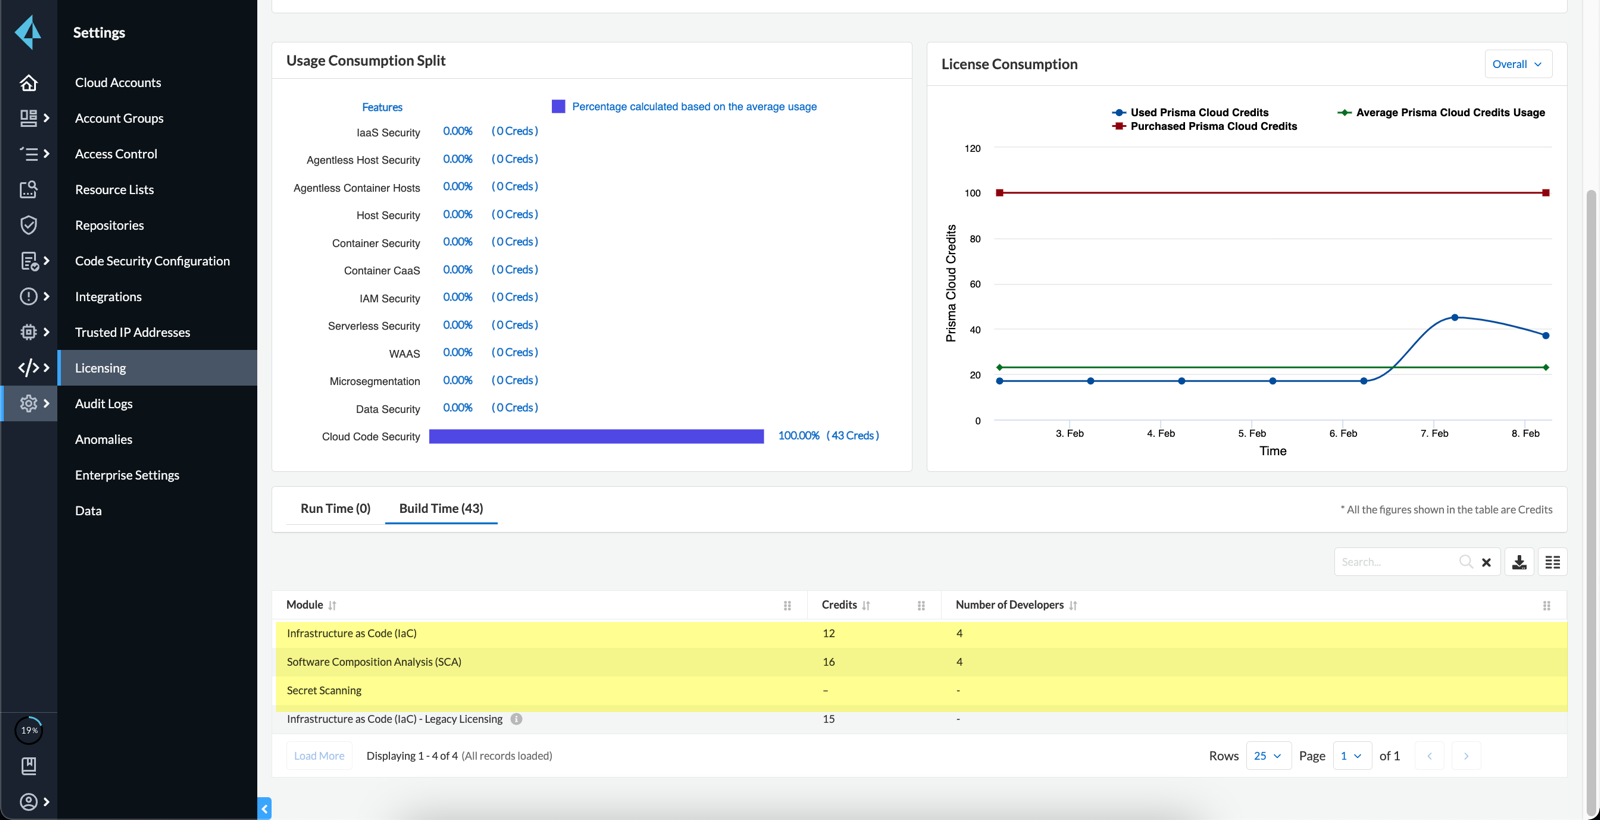 Settings
Cloud Accounts
Account Groups
Access Control
Resource Lists
Repositories
Code Security Configuration
Integrations
Trusted IP Addresses
Licensing
Audit Logs
Anomalies
Enterprise Settings
Data
19%
Usage Consumption Split
Features
Percentage calculated based on the average usage
IaaS Security 0.00% ( 0 Creds )
Agentless Host Security 0.00% ( 0 Creds )
Agentless Container Hosts 0.00% ( 0 Creds )
Host Security 0.00% ( 0 Creds )
Container Security 0.00% ( 0 Creds )
Container CaaS 0.00% ( 0 Creds )
IAM Security 0.00% ( 0 Creds )
Serverless Security 0.00% ( 0 Creds )
WAAS 0.00% ( 0 Creds )
Microsegmentation 0.00% ( 0 Creds )
Data Security 0.00% ( 0 Creds )
Cloud Code Security 100.00% ( 43 Creds )
License Consumption
Overall
Used Prisma Cloud Credits
Average Prisma Cloud Credits Usage
Purchased Prisma Cloud Credits
Prisma Cloud Credits
120
100
80
60
40
20
0
3. Feb 4. Feb 5. Feb 6. Feb 7. Feb 8. Feb
Time
Run Time (0) Build Time (43)
* All the figures shown in the table are Credits
Search...
Module Credits Number of Developers
Infrastructure as Code (IaC) 12 4
Software Composition Analysis (SCA) 16 4
Secret Scanning – -
Infrastructure as Code (IaC) - Legacy Licensing 15 -
Load More Displaying 1 - 4 of 4 (All records loaded)
Rows 25 Page 1 of 1